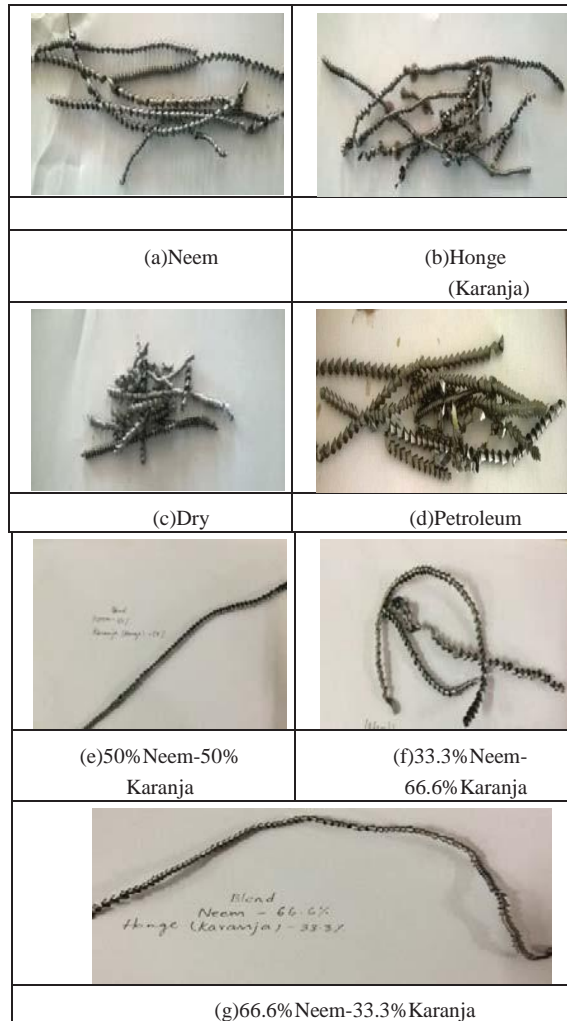 (a)Neem
(b)Honge
(Karanja)
(c)Dry
(d)Petroleum
Blend
(e)50%Neem-50%
Karanja
(f)33.3%Neem-
66.6%Karanja
Blend
Neem - 66.6%
Honge (Karanja) - 33.3%
(g)66.6%Neem-33.3%Karanja